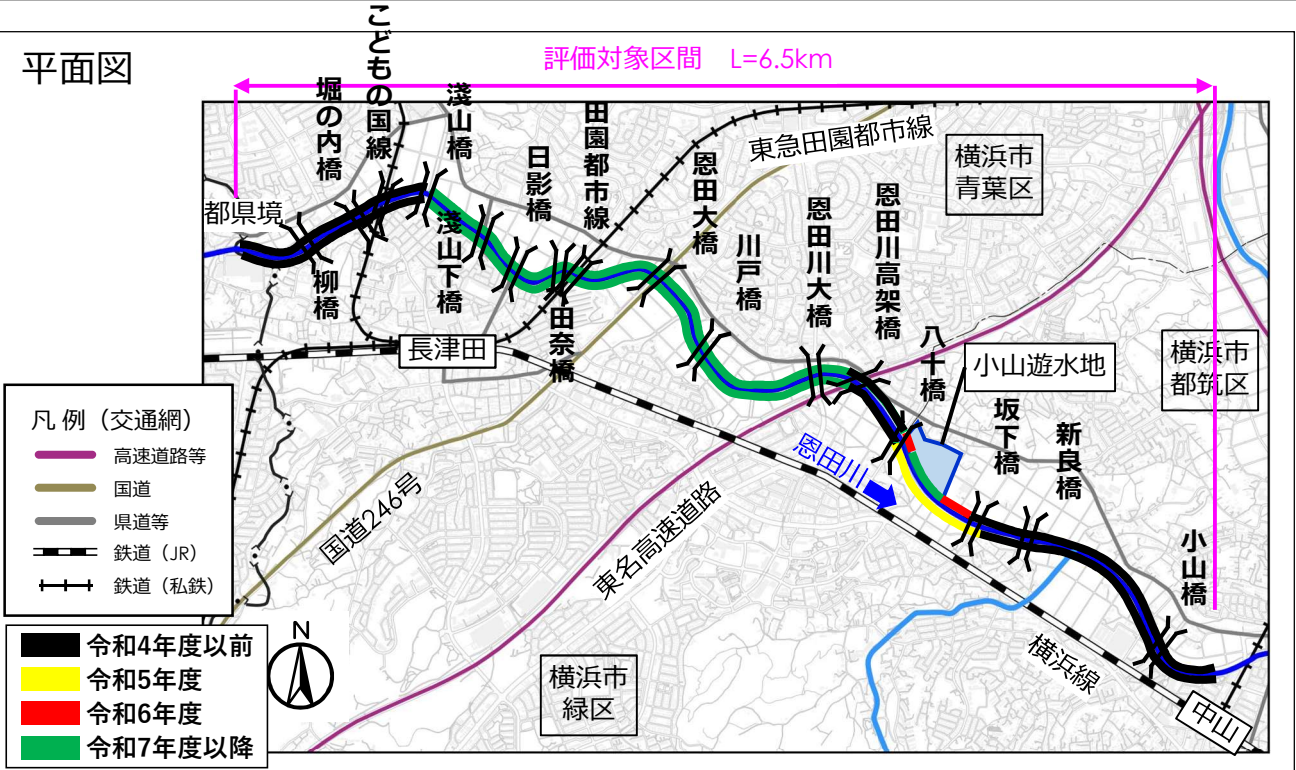 平面図
評価対象区間　L=6.5km
こどもの国線
堀の内橋
淺山橋
田園都市線
日影橋
東急田園都市線
恩田大橋
横浜市
青葉区
恩田川高架橋
恩田川大橋
都県境
淺山下橋
川戸橋
柳橋
田奈橋
八十橋
長津田
小山遊水地
横浜市
都筑区
坂下橋
新良橋
恩田川
国道246号
東名高速道路
小山橋
横浜線
中山
横浜市
緑区
凡 例（交通網）
高速道路等
国道
県道等
鉄道（JR）
鉄道（私鉄）
N
令和4年度以前
令和5年度
令和6年度
令和7年度以降